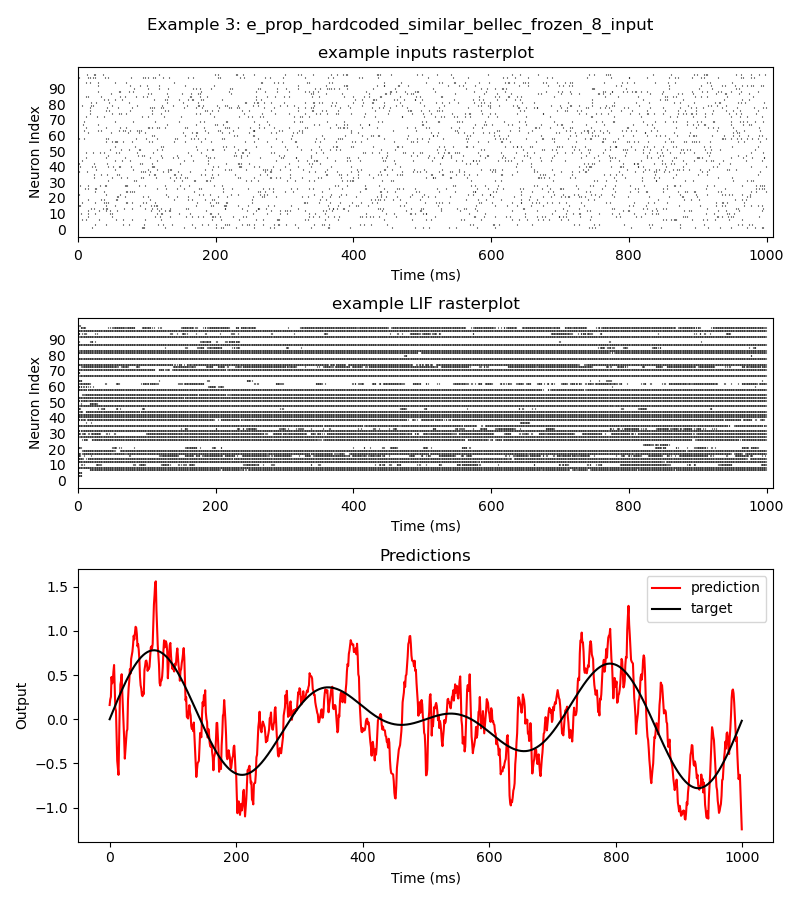 Example 3: e_prop_hardcoded_similar_bellec_frozen_8_input
example inputs rasterplot
Neuron Index
90
80
70
60
50
40
30
20
10
0
0 200 400 600 800 1000
Time (ms)
example LIF rasterplot
Neuron Index
90
80
70
60
50
40
30
20
10
0
0 200 400 600 800 1000
Time (ms)
Predictions
Output
1.5
1.0
0.5
0.0
−0.5
−1.0
prediction
target
0 200 400 600 800 1000
Time (ms)